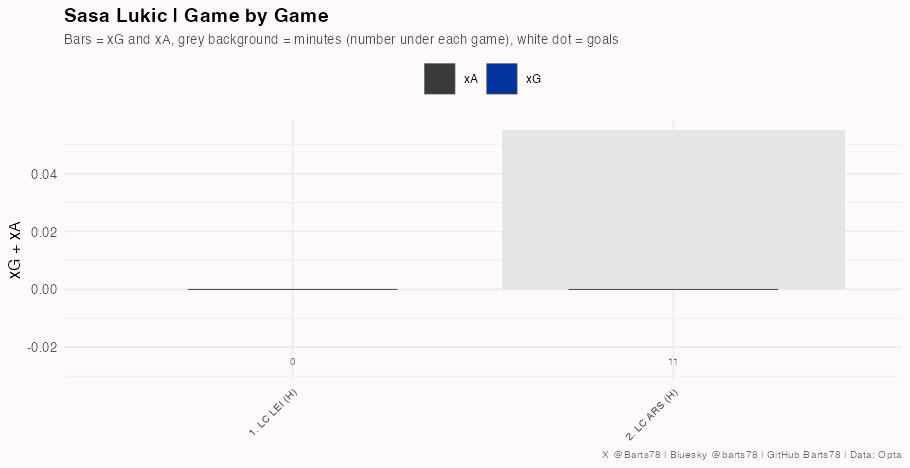 Sasa Lukic | Game by Game
Bars = xG and xA, grey background = minutes (number under each game), white dot = goals
xA
xG
xG + xA
0.04
0.02
0.00
-0.02
0
11
1. LC LEI (H)
2. LC ARS (H)
X @Barts78 | Bluesky @barts78 | GitHub Barts78 | Data: Opta